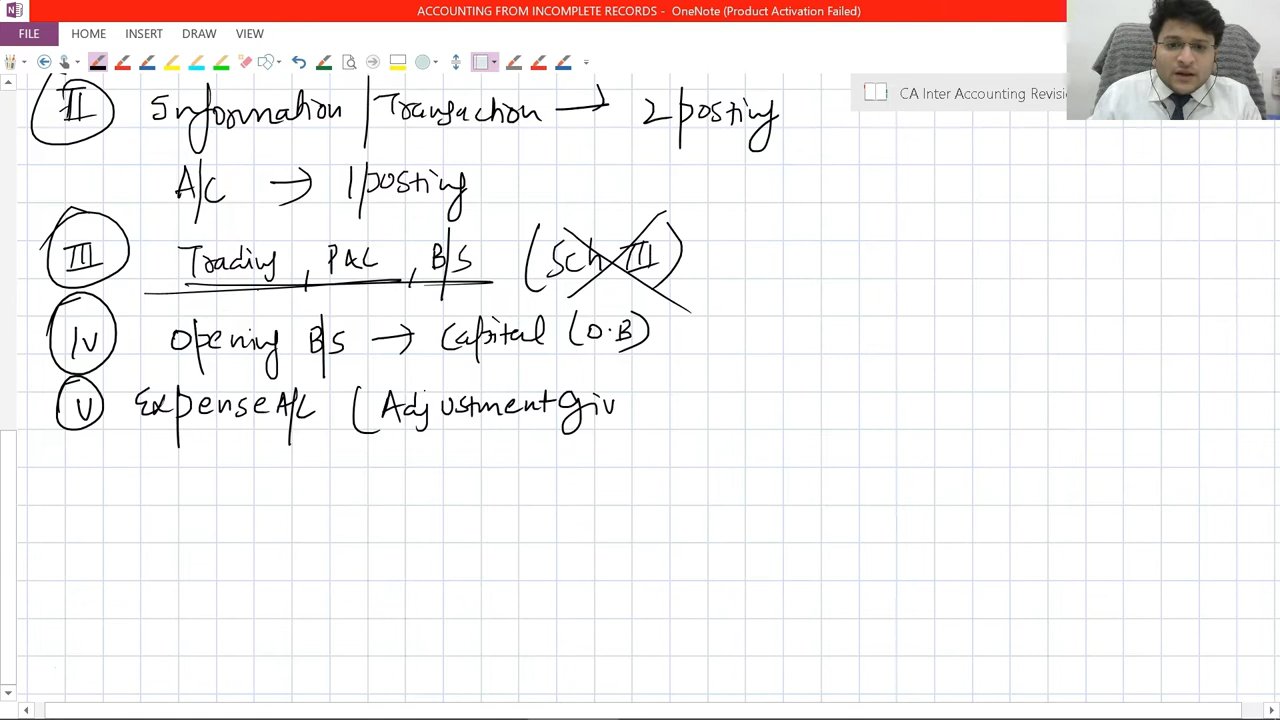 ACCOUNTING FROM INCOMPLETE RECORDS - OneNote (Product Activation Failed)
FILE HOME INSERT DRAW VIEW
CA Inter Accounting Revisi
II Information / Transaction → 2 posting
A/C → 1 posting
III Trading, P&L, B/S (Sch III)
IV Opening B/S → Capital (O.B)
V Expense A/C (Adjustment Giv